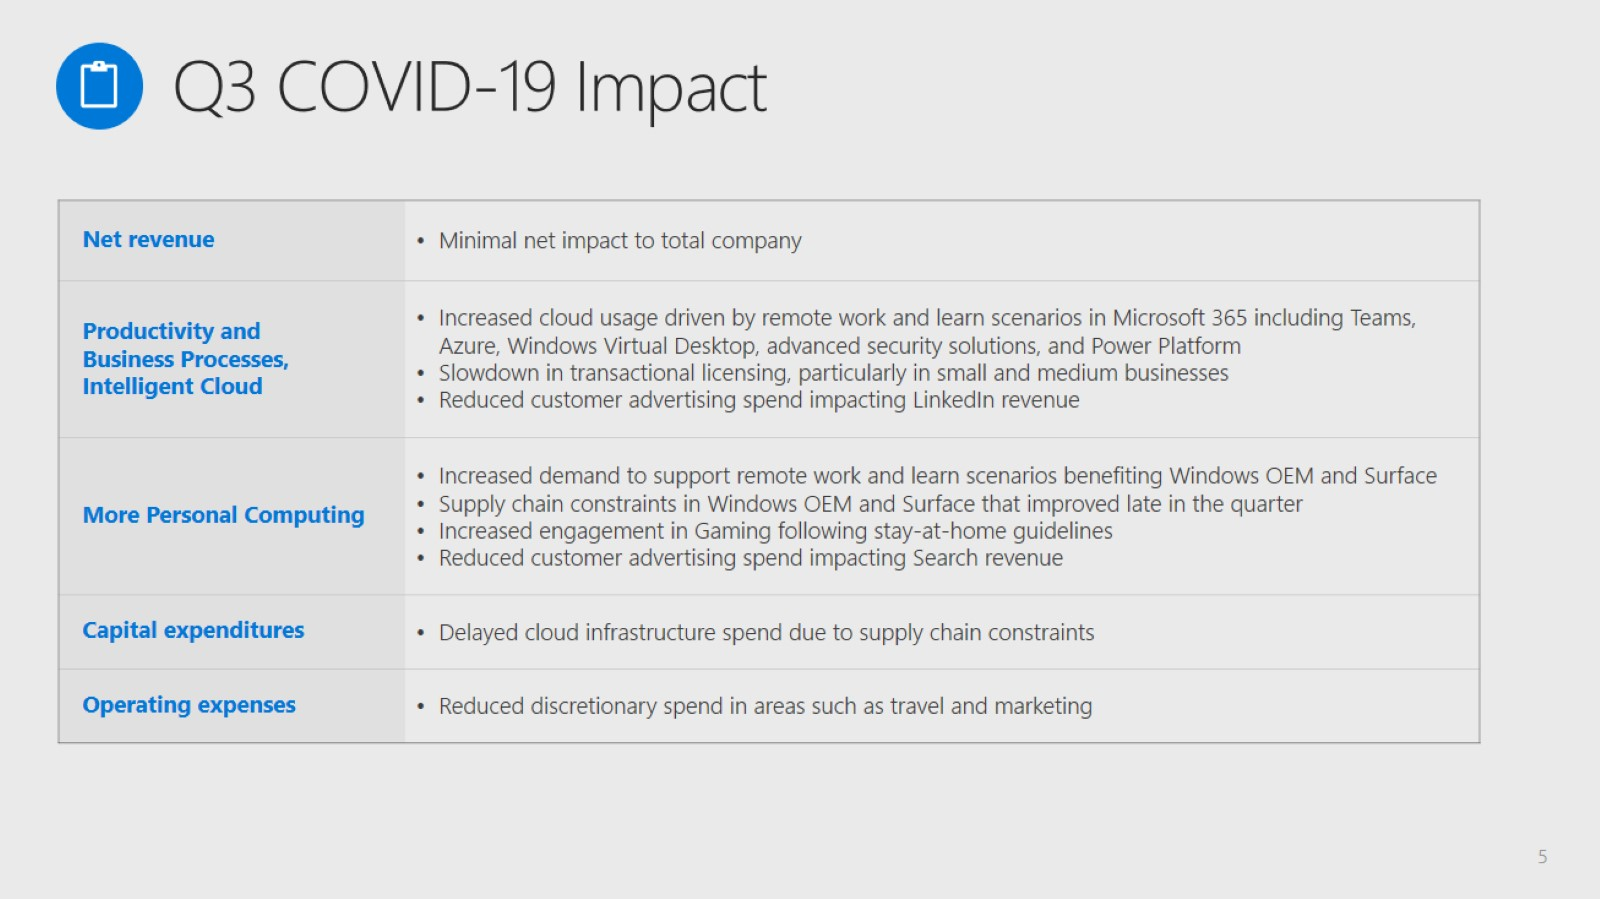 Q3 COVID-19 Impact
Net revenue
• Minimal net impact to total company
Productivity and
Business Processes,
Intelligent Cloud
• Increased cloud usage driven by remote work and learn scenarios in Microsoft 365 including Teams,
Azure, Windows Virtual Desktop, advanced security solutions, and Power Platform
• Slowdown in transactional licensing, particularly in small and medium businesses
• Reduced customer advertising spend impacting LinkedIn revenue
More Personal Computing
• Increased demand to support remote work and learn scenarios benefiting Windows OEM and Surface
• Supply chain constraints in Windows OEM and Surface that improved late in the quarter
• Increased engagement in Gaming following stay-at-home guidelines
• Reduced customer advertising spend impacting Search revenue
Capital expenditures
• Delayed cloud infrastructure spend due to supply chain constraints
Operating expenses
• Reduced discretionary spend in areas such as travel and marketing
5